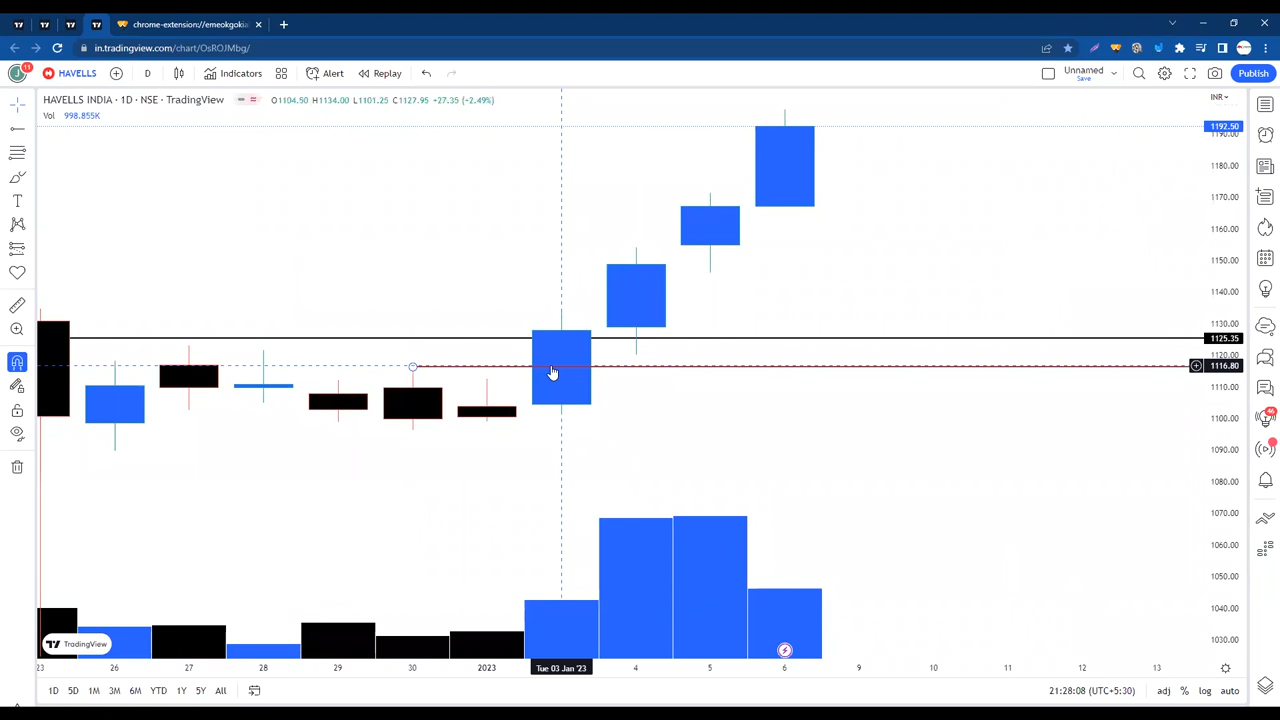 chrome-extension://emeokgokia
in.tradingview.com/chart/OsROJMbg/
11
HAVELLS
D
Indicators
Alert
Replay
Unnamed
Save
Publish
HAVELLS INDIA · 1D · NSE · TradingView
O1104.50 H1134.00 L1101.25 C1127.95 +27.35 (+2.49%)
Vol 998.855K
INR
1192.50
1190.00
1180.00
1170.00
1160.00
1150.00
1140.00
1130.00
1125.35
1120.00
1116.80
1110.00
1100.00
1090.00
1080.00
1070.00
1060.00
1050.00
1040.00
1030.00
46
TradingView
23
26
27
28
29
30
2023
Tue 03 Jan '23
4
5
6
9
10
11
12
13
1D 5D 1M 3M 6M YTD 1Y 5Y All
21:28:08 (UTC+5:30)
adj % log auto